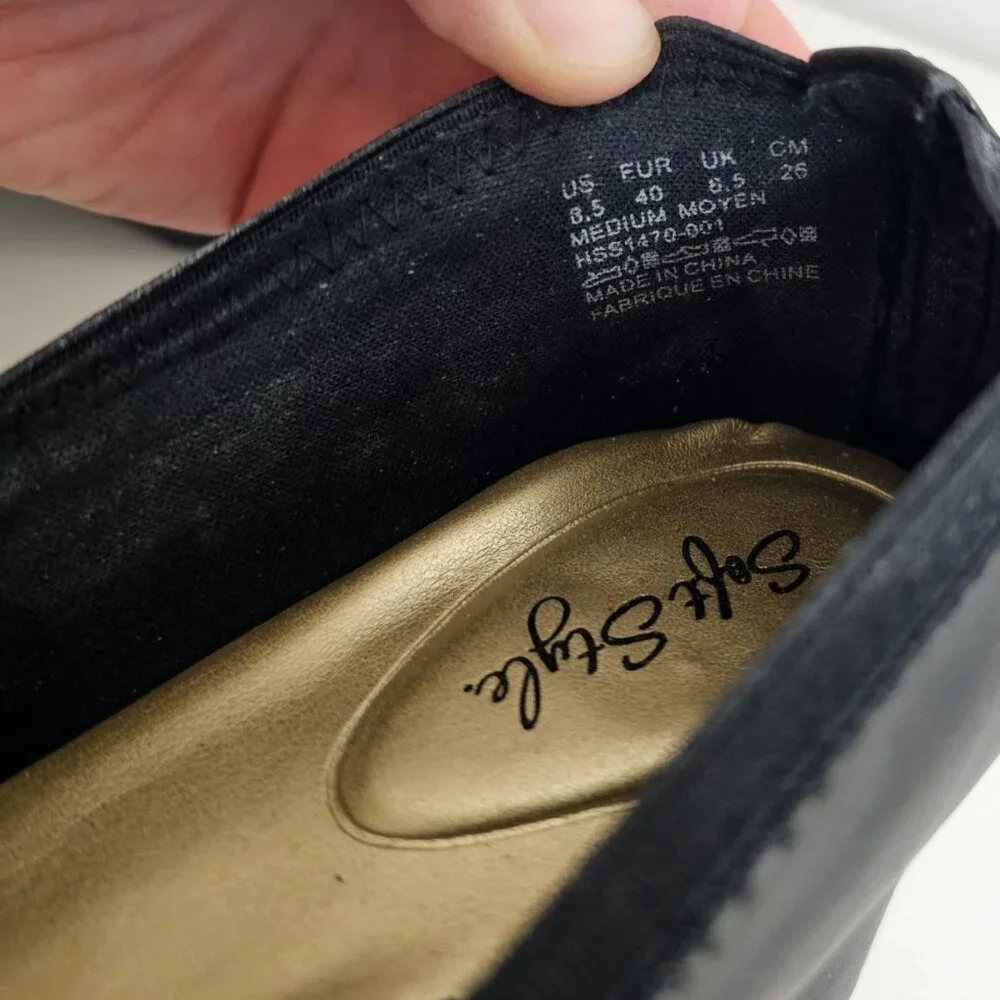 US EUR UK CM
8.5 40 6.5 26
MEDIUM MOYEN
HSS1470-001
MADE IN CHINA
FABRIQUE EN CHINE
Soft Style.